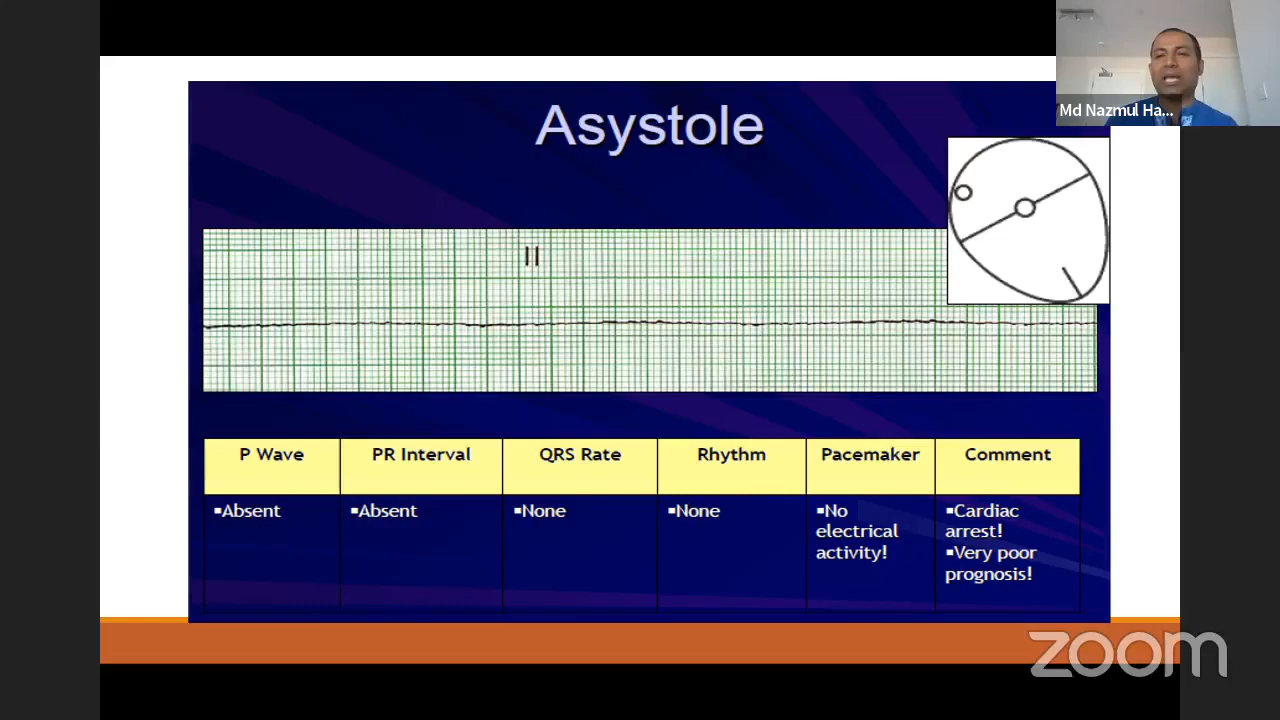 Md Nazmul Ha...
Asystole
II
P Wave
PR Interval
QRS Rate
Rhythm
Pacemaker
Comment
▪Absent
▪Absent
▪None
▪None
▪No
electrical
activity!
▪Cardiac
arrest!
▪Very poor
prognosis!
zoom